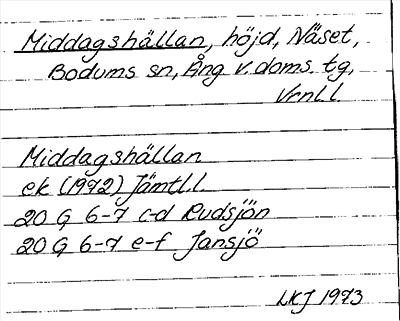 Middagshällan, höjd, Näset,
Bodums sn, Ång v. doms. tg,
Vrnl.l.
Middagshällan
ek (1972) Jämtl.l.
20 G 6-7 c-d Rudsjön
20 G 6-7 e-f Jansjö
LKJ 1973